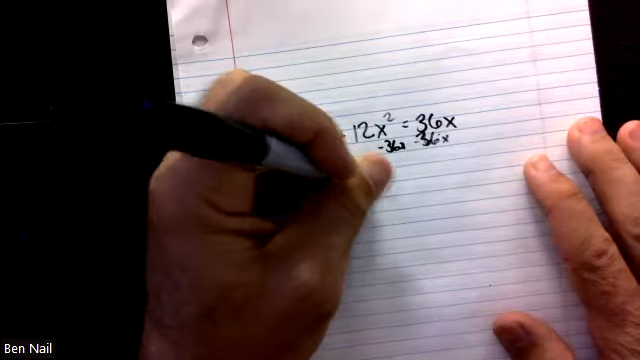 - 12x² = 36x
-36x -36x
Ben Nail